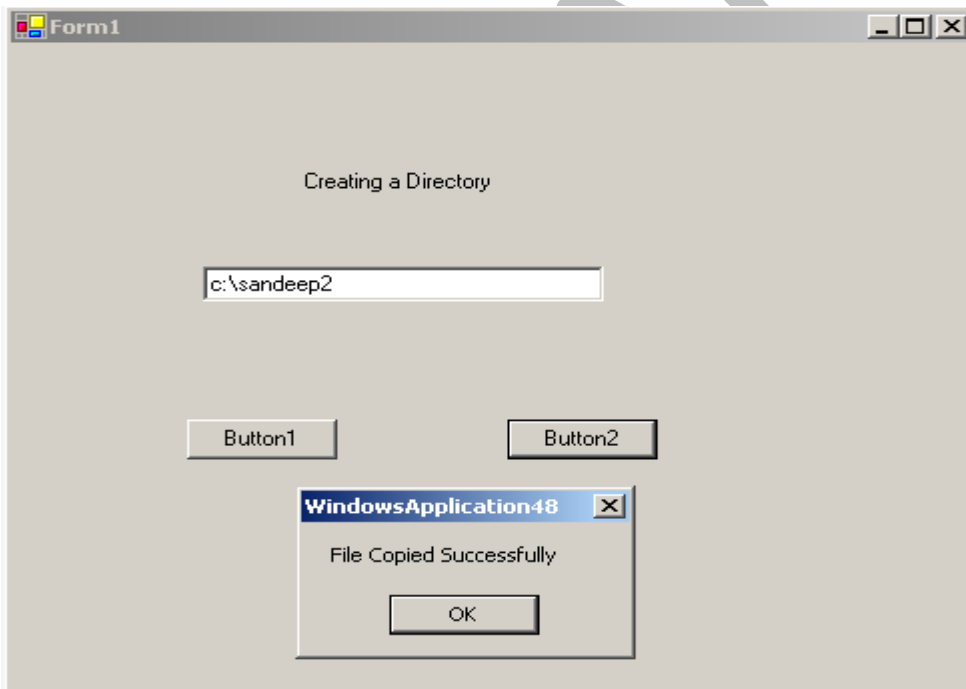 Form1
Creating a Directory
c:\sandeep2
Button1
Button2
WindowsApplication48
File Copied Successfully
OK